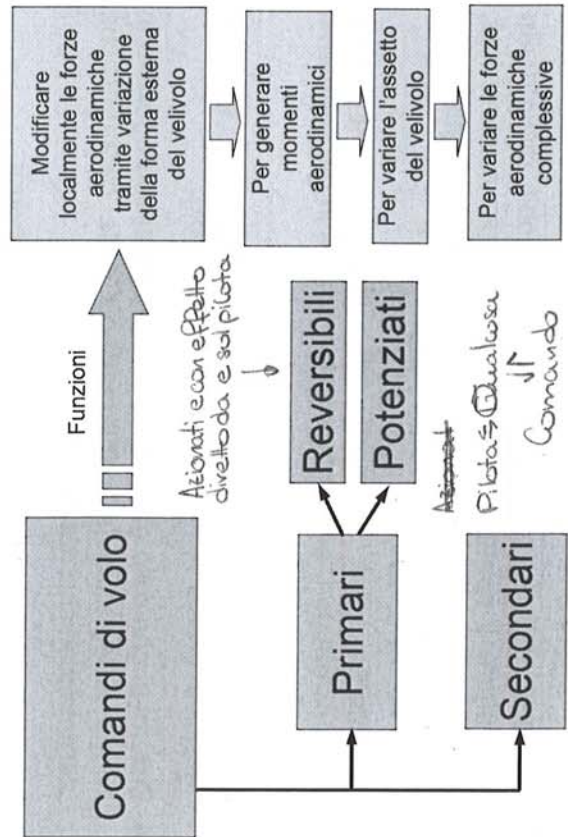 Comandi di volo
Funzioni
Modificare
localmente le forze
aerodinamiche
tramite variazione
della forma esterna
del velivolo
Per generare
momenti
aerodinamici
Per variare l'assetto
del velivolo
Per variare le forze
aerodinamiche
complessive
Azionati e con effetto
diretto da e sul pilota
Primari
Reversibili
Potenziati
Pilota ⇋ Qualcosa
⇃↾
Comando
Secondari